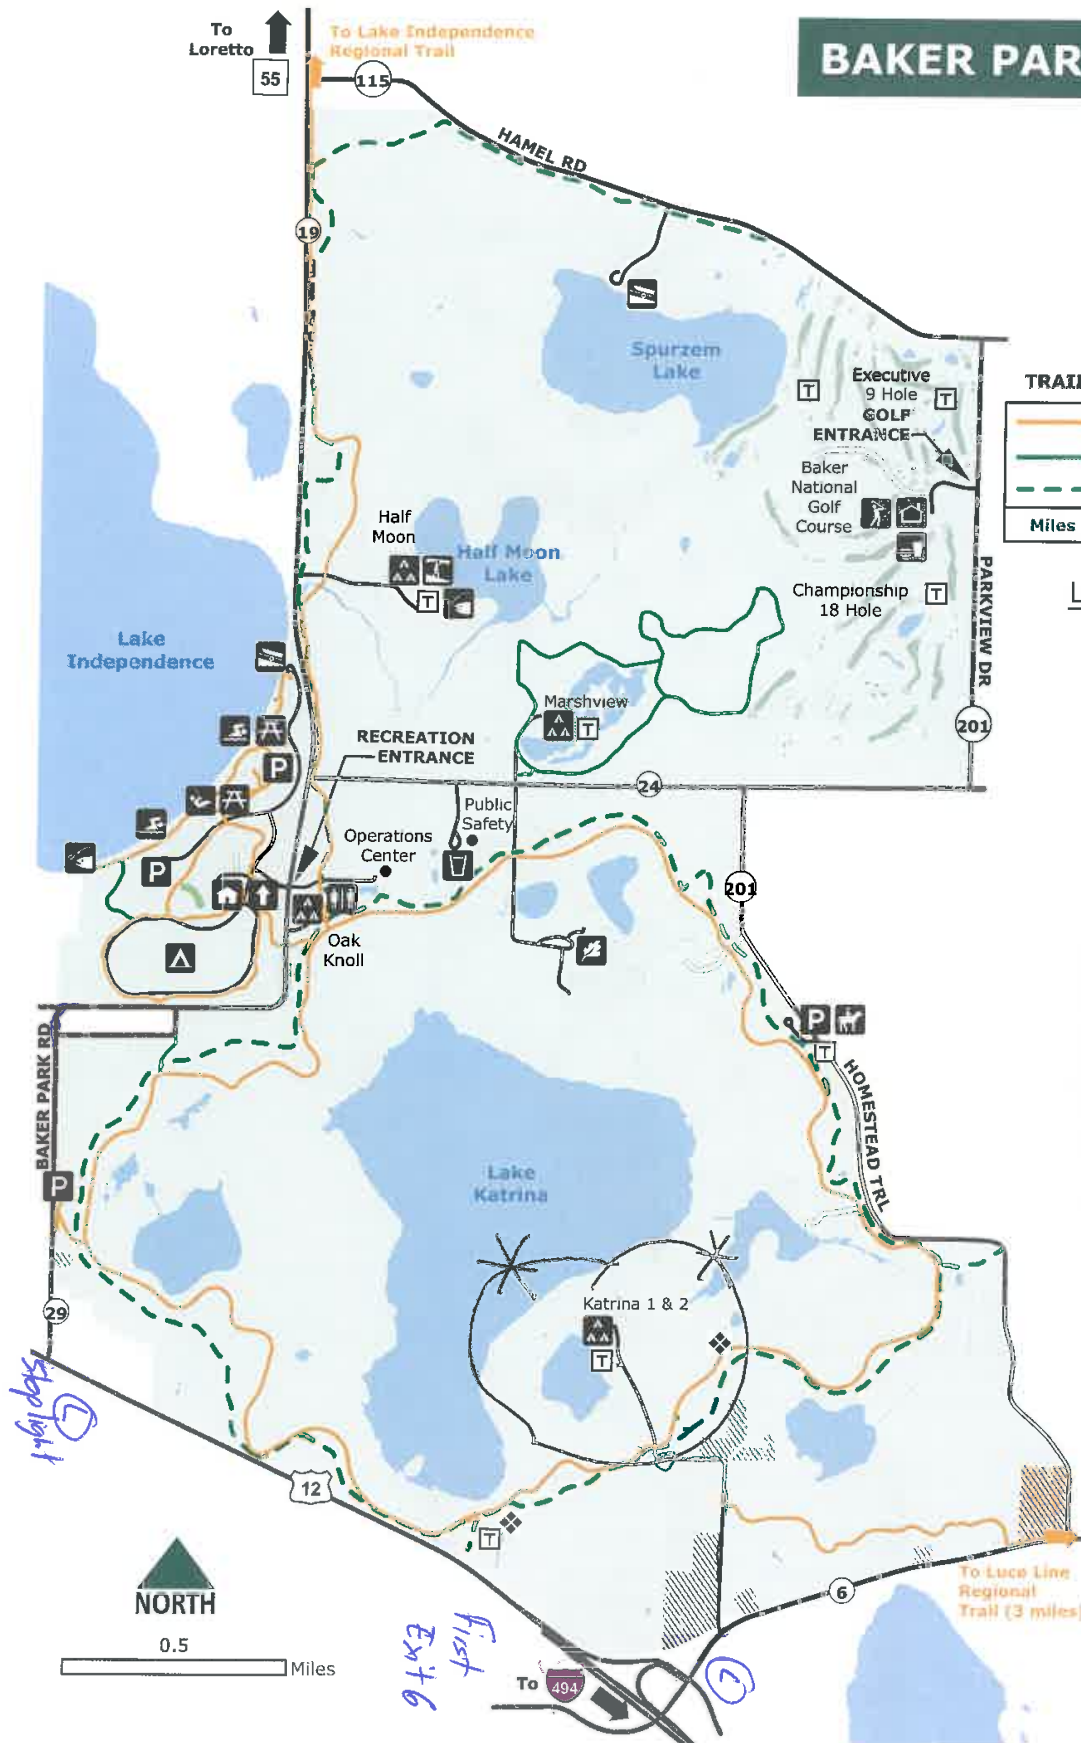 To
Loretto
55
To Lake Independence
Regional Trail
BAKER PAR
115
HAMEL RD
19
Spurzem
Lake
T
Executive
9 Hole
T
GOLF
ENTRANCE
TRAIL
Baker
National
Golf
Course
Miles
Half
Moon
Half Moon
Lake
T
Championship
18 Hole
T
PARKVIEW DR
L
Lake
Independence
Marshview
T
201
RECREATION
ENTRANCE
P
24
Public
Safety
Operations
Center
P
201
Oak
Knoll
P
T
HOMESTEAD TRL
BAKER PARK RD
P
Lake
Katrina
29
Katrina 1 & 2
T
Stop light
L
12
T
NORTH
0.5
Miles
6
To Luce Line
Regional
Trail (3 miles)
First
Exit 6
To
494